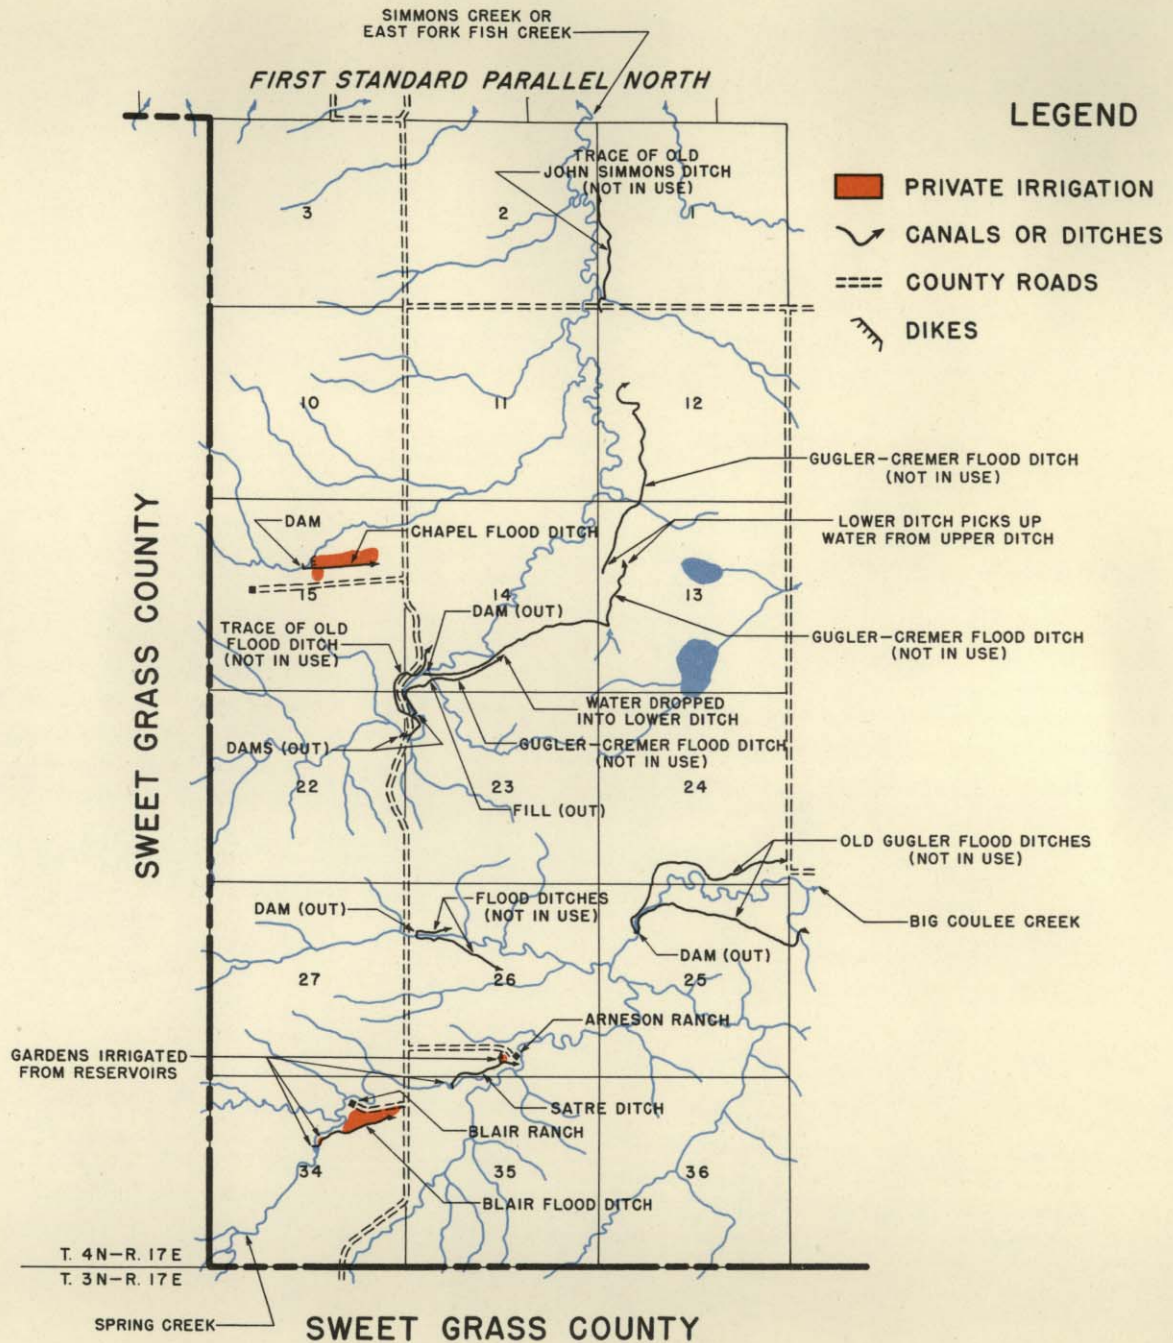 SIMMONS CREEK OR
EAST FORK FISH CREEK
FIRST STANDARD PARALLEL NORTH
LEGEND
PRIVATE IRRIGATION
CANALS OR DITCHES
COUNTY ROADS
DIKES
TRACE OF OLD
JOHN SIMMONS DITCH
(NOT IN USE)
3
2
1
10
11
12
GUGLER-CREMER FLOOD DITCH
(NOT IN USE)
DAM
CHAPEL FLOOD DITCH
LOWER DITCH PICKS UP
WATER FROM UPPER DITCH
15
14
13
DAM (OUT)
TRACE OF OLD
FLOOD DITCH
(NOT IN USE)
GUGLER-CREMER FLOOD DITCH
(NOT IN USE)
WATER DROPPED
INTO LOWER DITCH
DAMS (OUT)
GUGLER-CREMER FLOOD DITCH
(NOT IN USE)
22
23
24
FILL (OUT)
SWEET GRASS COUNTY
OLD GUGLER FLOOD DITCHES
(NOT IN USE)
DAM (OUT)
FLOOD DITCHES
(NOT IN USE)
BIG COULEE CREEK
DAM (OUT)
27
26
25
ARNESON RANCH
GARDENS IRRIGATED
FROM RESERVOIRS
SATRE DITCH
BLAIR RANCH
34
35
36
BLAIR FLOOD DITCH
T. 4N-R. 17E
T. 3N-R. 17E
SPRING CREEK
SWEET GRASS COUNTY